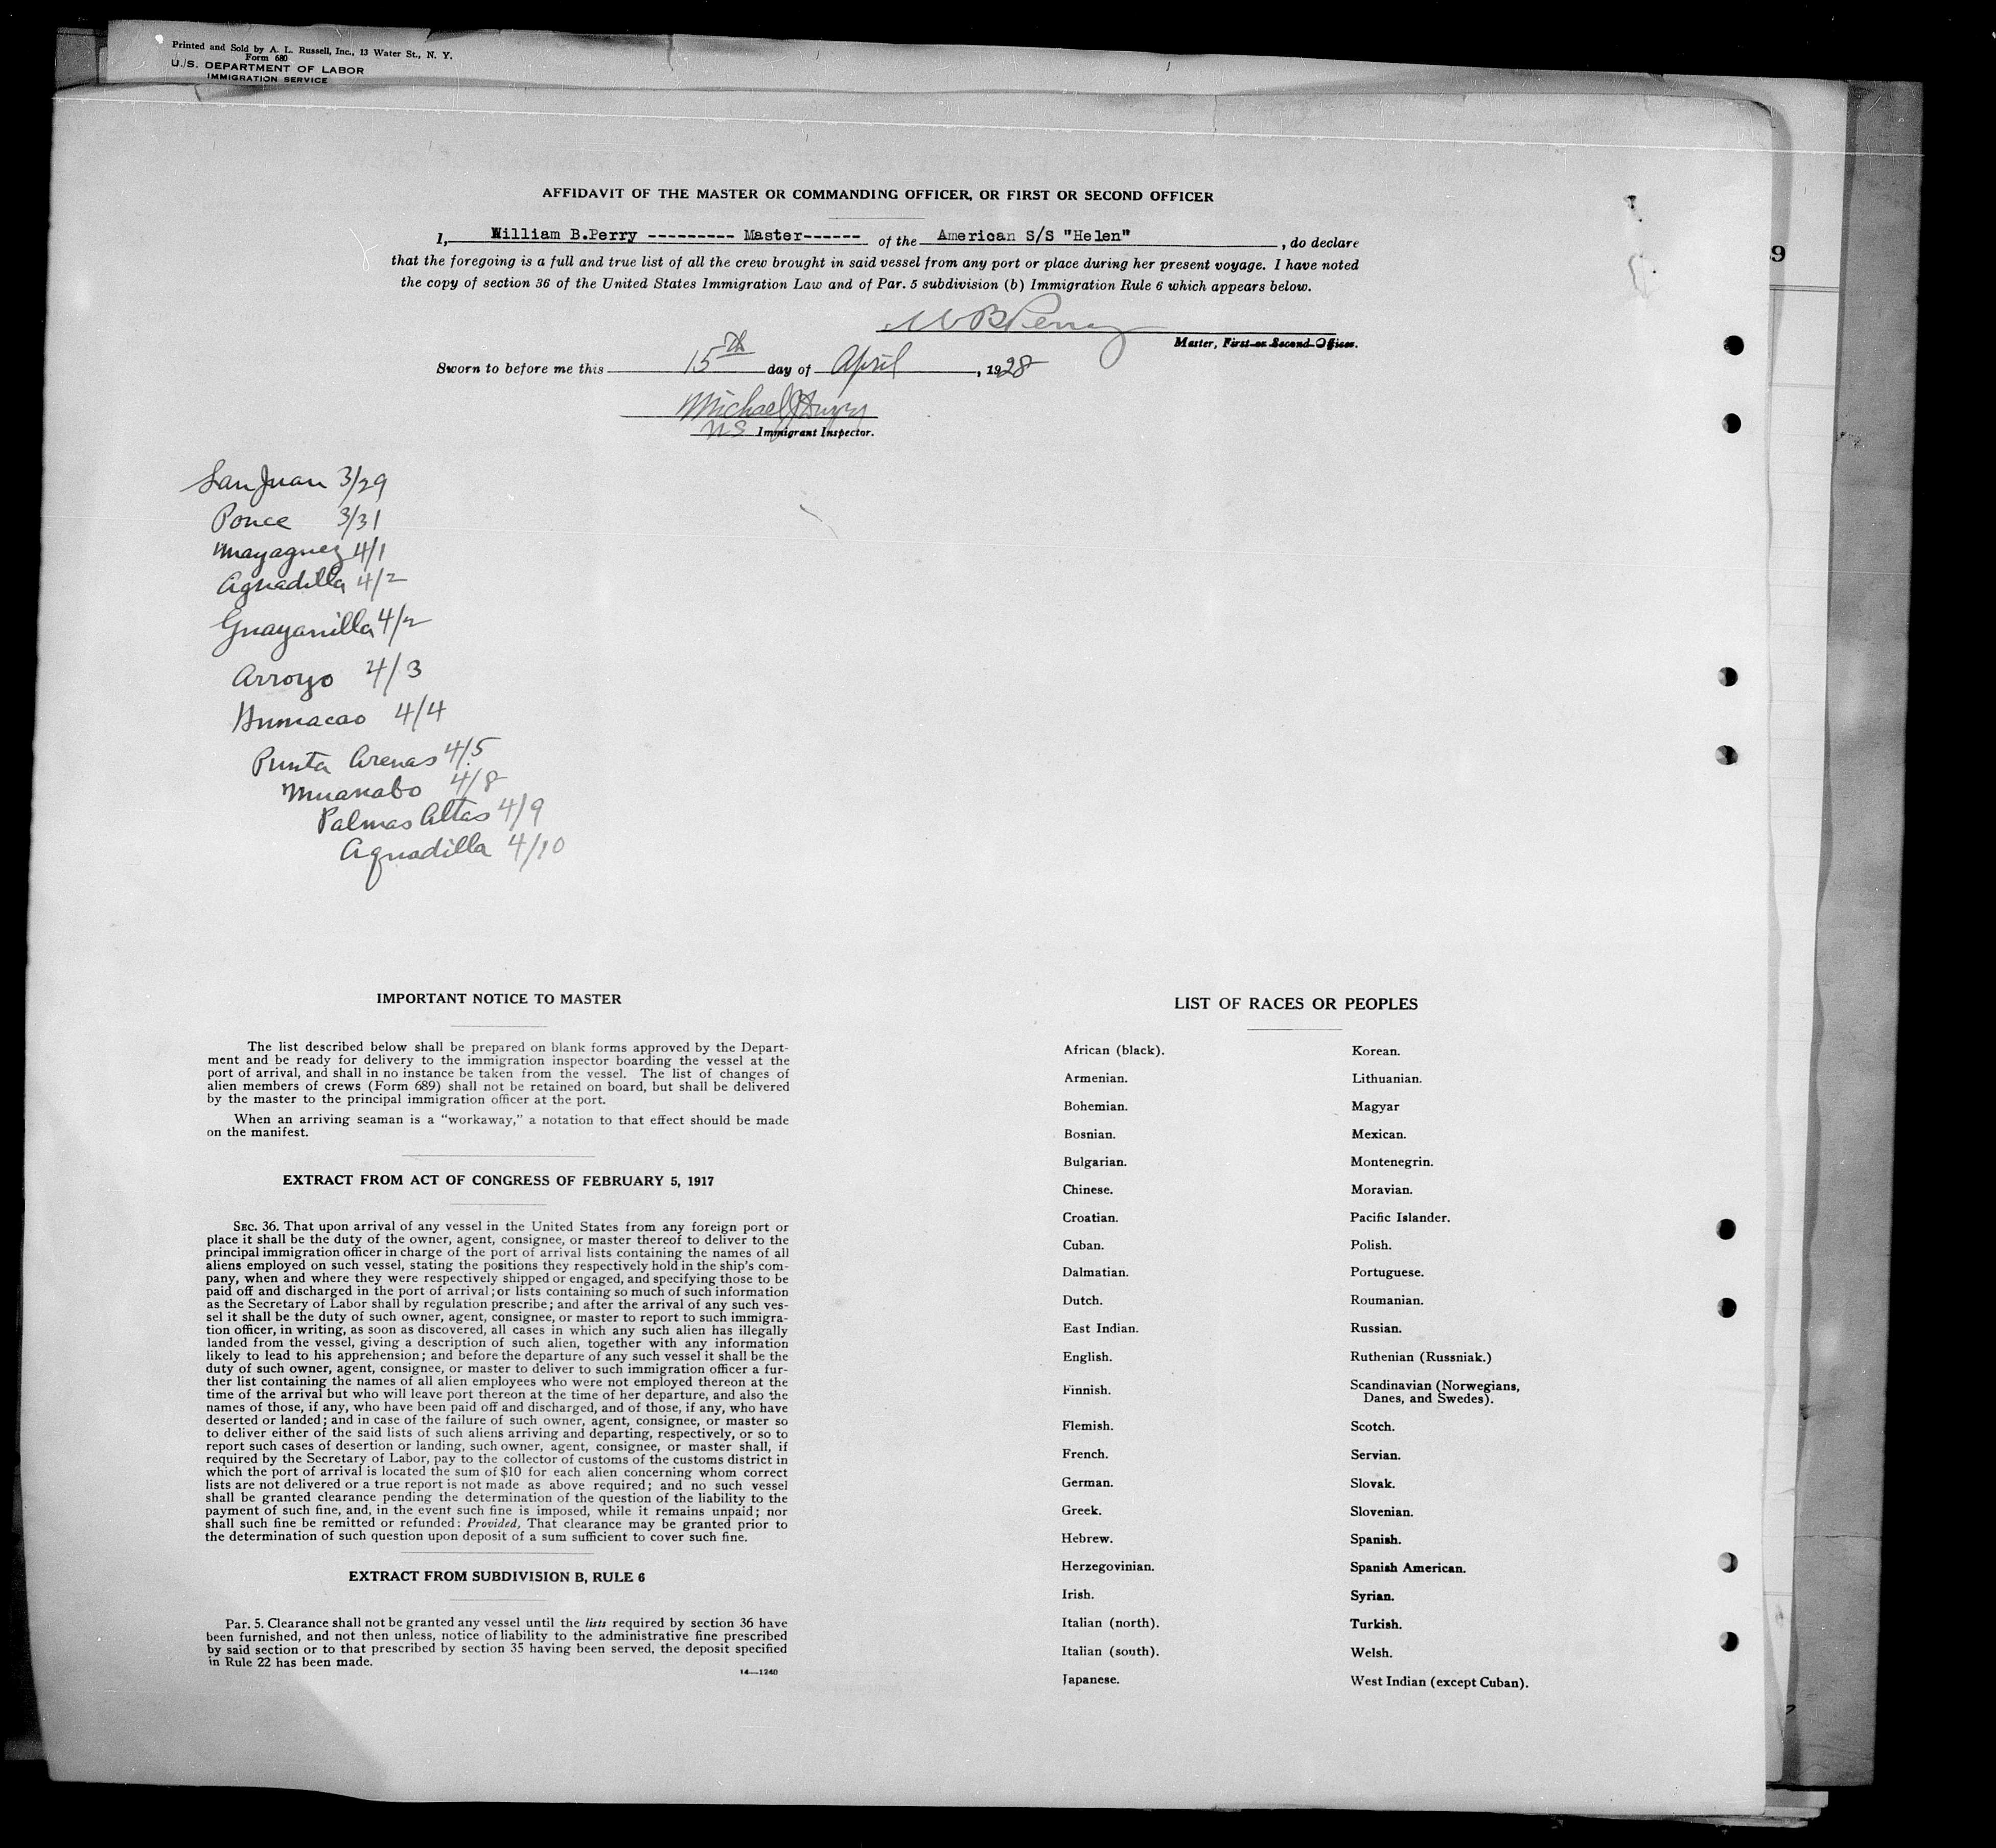 Printed and Sold by A. L. Russell, Inc., 13 Water St., N. Y.
Form 680
U. S. DEPARTMENT OF LABOR
IMMIGRATION SERVICE
9
AFFIDAVIT OF THE MASTER OR COMMANDING OFFICER, OR FIRST OR SECOND OFFICER
I, William B.Perry --------- Master------ of the American S/S "Helen", do declare
that the foregoing is a full and true list of all the crew brought in said vessel from any port or place during her present voyage. I have noted
the copy of section 36 of the United States Immigration Law and of Par. 5 subdivision (b) Immigration Rule 6 which appears below.
W B Perry
Master, First or Second Officer.
Sworn to before me this 15th day of April, 1928
Michael
US Immigrant Inspector.
San Juan 3/29
Ponce 3/31
Mayaguez 4/1
Aguadilla 4/2
Guayanilla 4/2
Arroyo 4/3
Humacao 4/4
Punta Arenas 4/5
Muanabo 4/8
Palmas Altas 4/9
Aguadilla 4/10
IMPORTANT NOTICE TO MASTER
The list described below shall be prepared on blank forms approved by the Depart-
ment and be ready for delivery to the immigration inspector boarding the vessel at the
port of arrival, and shall in no instance be taken from the vessel. The list of changes of
alien members of crews (Form 689) shall not be retained on board, but shall be delivered
by the master to the principal immigration officer at the port.
When an arriving seaman is a "workaway," a notation to that effect should be made
on the manifest.
EXTRACT FROM ACT OF CONGRESS OF FEBRUARY 5, 1917
SEC. 36. That upon arrival of any vessel in the United States from any foreign port or
place it shall be the duty of the owner, agent, consignee, or master thereof to deliver to the
principal immigration officer in charge of the port of arrival lists containing the names of all
aliens employed on such vessel, stating the positions they respectively hold in the ship's com-
pany, when and where they were respectively shipped or engaged, and specifying those to be
paid off and discharged in the port of arrival; or lists containing so much of such information
as the Secretary of Labor shall by regulation prescribe; and after the arrival of any such ves-
sel it shall be the duty of such owner, agent, consignee, or master to report to such immigra-
tion officer, in writing, as soon as discovered, all cases in which any such alien has illegally
landed from the vessel, giving a description of such alien, together with any information
likely to lead to his apprehension; and before the departure of any such vessel it shall be the
duty of such owner, agent, consignee, or master to deliver to such immigration officer a fur-
ther list containing the names of all alien employees who were not employed thereon at the
time of the arrival but who will leave port thereon at the time of her departure, and also the
names of those, if any, who have been paid off and discharged, and of those, if any, who have
deserted or landed; and in case of the failure of such owner, agent, consignee, or master so
to deliver either of the said lists of such aliens arriving and departing, respectively, or so to
report such cases of desertion or landing, such owner, agent, consignee, or master shall, if
required by the Secretary of Labor, pay to the collector of customs of the customs district in
which the port of arrival is located the sum of $10 for each alien concerning whom correct
lists are not delivered or a true report is not made as above required; and no such vessel
shall be granted clearance pending the determination of the question of the liability to the
payment of such fine, and, in the event such fine is imposed, while it remains unpaid; nor
shall such fine be remitted or refunded: Provided, That clearance may be granted prior to
the determination of such question upon deposit of a sum sufficient to cover such fine.
EXTRACT FROM SUBDIVISION B, RULE 6
Par. 5. Clearance shall not be granted any vessel until the lists required by section 36 have
been furnished, and not then unless, notice of liability to the administrative fine prescribed
by said section or to that prescribed by section 35 having been served, the deposit specified
in Rule 22 has been made.
14—1240
LIST OF RACES OR PEOPLES
African (black).
Armenian.
Bohemian.
Bosnian.
Bulgarian.
Chinese.
Croatian.
Cuban.
Dalmatian.
Dutch.
East Indian.
English.
Finnish.
Flemish.
French.
German.
Greek.
Hebrew.
Herzegovinian.
Irish.
Italian (north).
Italian (south).
Japanese.
Korean.
Lithuanian.
Magyar
Mexican.
Montenegrin.
Moravian.
Pacific Islander.
Polish.
Portuguese.
Roumanian.
Russian.
Ruthenian (Russniak.)
Scandinavian (Norwegians,
Danes, and Swedes).
Scotch.
Servian.
Slovak.
Slovenian.
Spanish.
Spanish American.
Syrian.
Turkish.
Welsh.
West Indian (except Cuban).